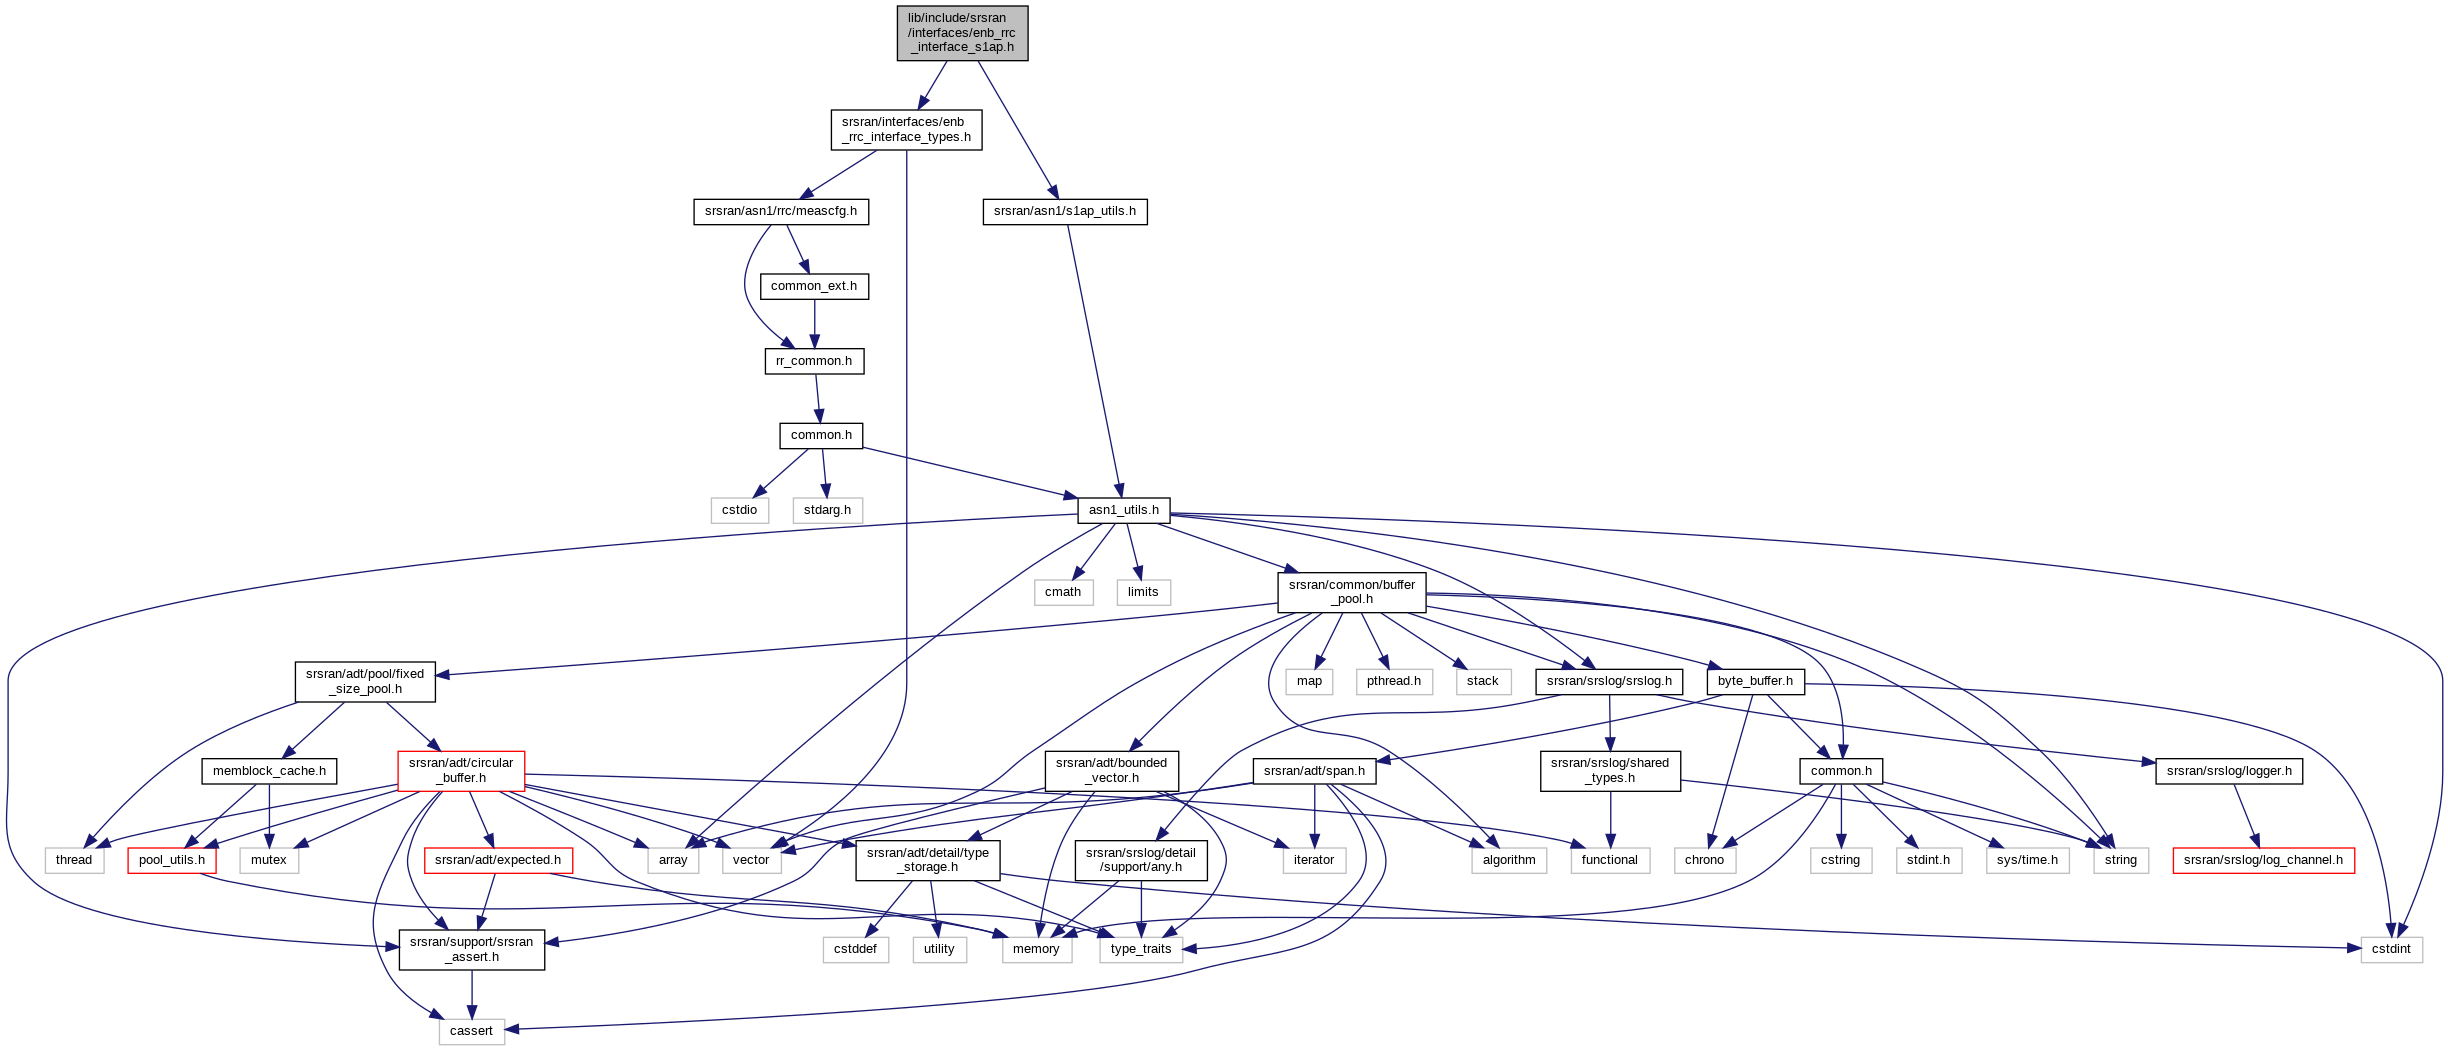 lib/include/srsran
/interfaces/enb_rrc
_interface_s1ap.h
srsran/interfaces/enb
_rrc_interface_types.h
srsran/asn1/rrc/meascfg.h
srsran/asn1/s1ap_utils.h
common_ext.h
rr_common.h
common.h
cstdio
stdarg.h
asn1_utils.h
cmath
limits
srsran/common/buffer
_pool.h
srsran/adt/pool/fixed
_size_pool.h
map
pthread.h
stack
srsran/srslog/srslog.h
byte_buffer.h
memblock_cache.h
srsran/adt/circular
_buffer.h
srsran/adt/bounded
_vector.h
srsran/adt/span.h
srsran/srslog/shared
_types.h
common.h
srsran/srslog/logger.h
thread
pool_utils.h
mutex
srsran/adt/expected.h
array
vector
srsran/adt/detail/type
_storage.h
srsran/srslog/detail
/support/any.h
iterator
algorithm
functional
chrono
cstring
stdint.h
sys/time.h
string
srsran/srslog/log_channel.h
srsran/support/srsran
_assert.h
cstddef
utility
memory
type_traits
cstdint
cassert